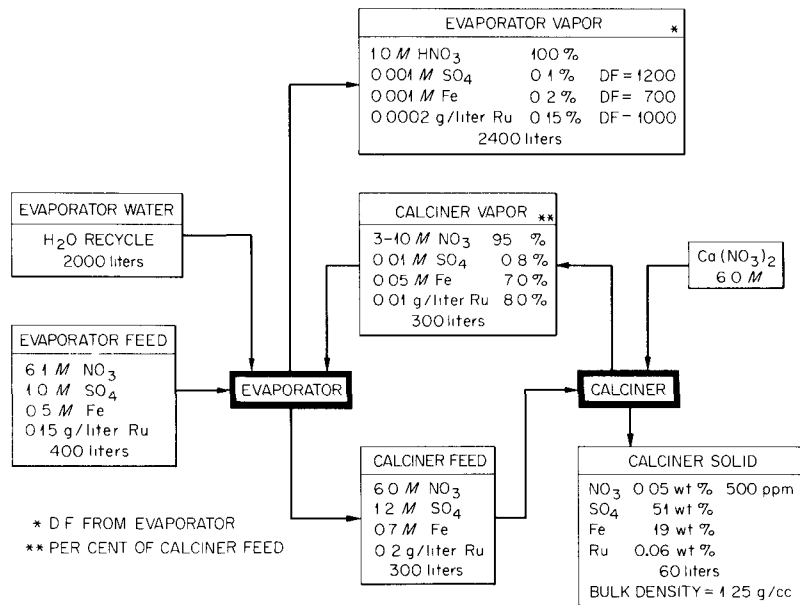 EVAPORATOR VAPOR *
1 0 M HNO3 100 %
0 001 M SO4 0 1 % DF = 1200
0 001 M Fe 0 2 % DF = 700
0 0002 g/liter Ru 0 15 % DF - 1000
2400 liters
EVAPORATOR WATER
H2O RECYCLE
2000 liters
CALCINER VAPOR **
3-10 M NO3 95 %
0 01 M SO4 0 8 %
0 05 M Fe 7 0 %
0 01 g/liter Ru 8 0 %
300 liters
Ca (NO3)2
6 0 M
EVAPORATOR FEED
6 1 M NO3
1 0 M SO4
0 5 M Fe
0 15 g/liter Ru
400 liters
EVAPORATOR
CALCINER
CALCINER FEED
6 0 M NO3
1 2 M SO4
0 7 M Fe
0 2 g/liter Ru
300 liters
CALCINER SOLID
NO3 0 05 wt % 500 ppm
SO4 51 wt %
Fe 19 wt %
Ru 0.06 wt %
60 liters
BULK DENSITY = 1 25 g/cc
* D F FROM EVAPORATOR
** PER CENT OF CALCINER FEED